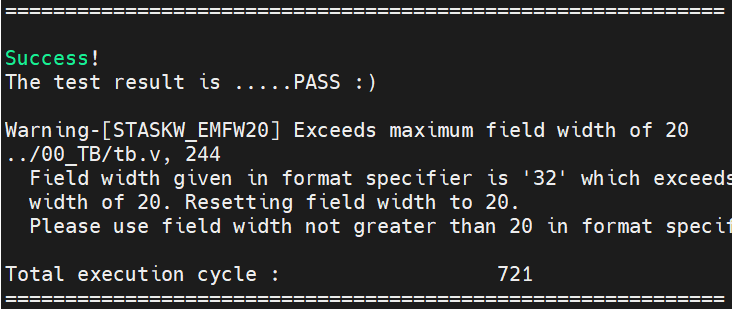 ============================================================
Success!
The test result is .....PASS :)
Warning-[STASKW_EMFW20] Exceeds maximum field width of 20
../00_TB/tb.v, 244
  Field width given in format specifier is '32' which exceeds
  width of 20. Resetting field width to 20.
  Please use field width not greater than 20 in format specif
Total execution cycle :                  721
============================================================